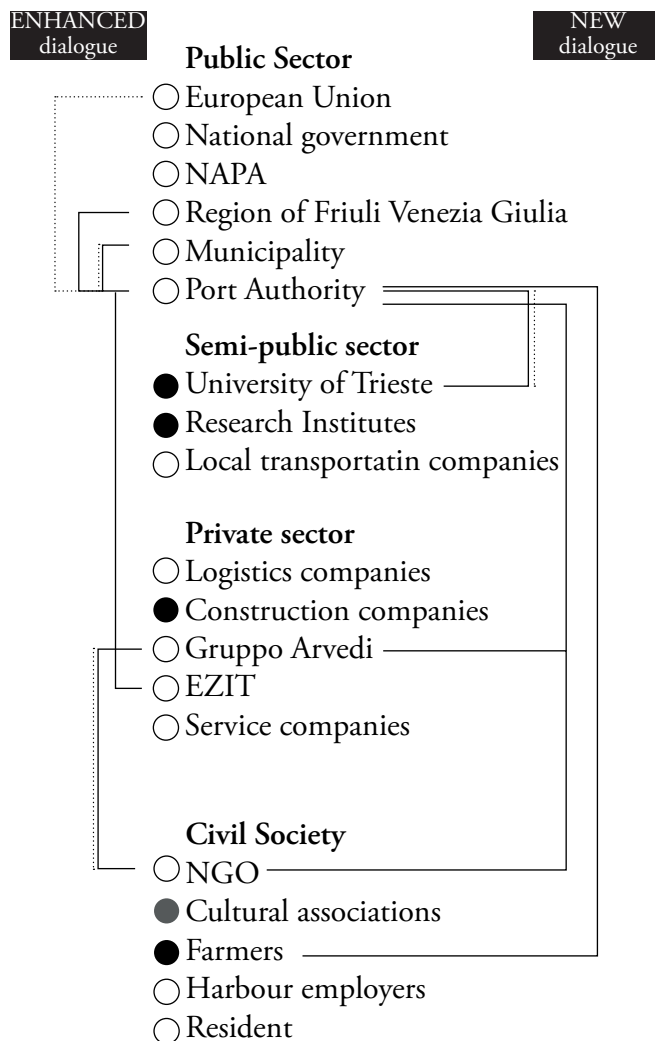 ENHANCED
dialogue
NEW
dialogue
Public Sector
European Union
National government
NAPA
Region of Friuli Venezia Giulia
Municipality
Port Authority
Semi-public sector
University of Trieste
Research Institutes
Local transportatin companies
Private sector
Logistics companies
Construction companies
Gruppo Arvedi
EZIT
Service companies
Civil Society
NGO
Cultural associations
Farmers
Harbour employers
Resident